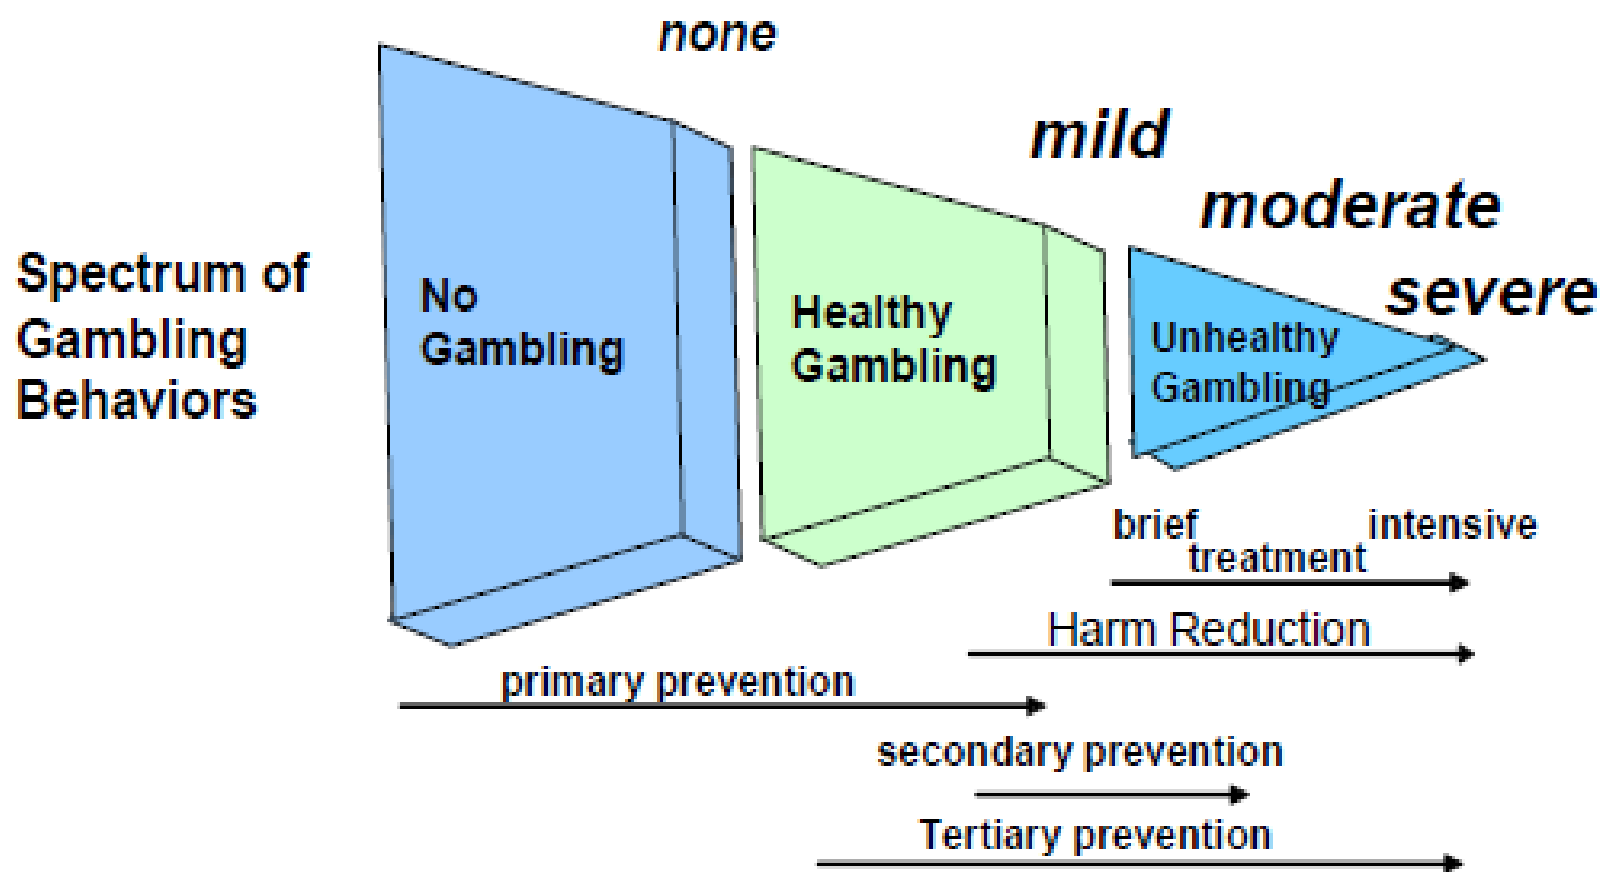 none
mild
moderate
severe
Spectrum of
Gambling
Behaviors
No
Gambling
Healthy
Gambling
Unhealthy
Gambling
brief intensive
treatment
Harm Reduction
primary prevention
secondary prevention
Tertiary prevention